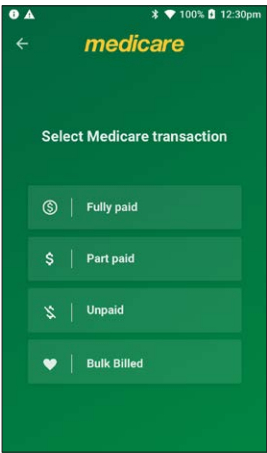 100% 12:30pm
medicare
Select Medicare transaction
Fully paid
Part paid
Unpaid
Bulk Billed